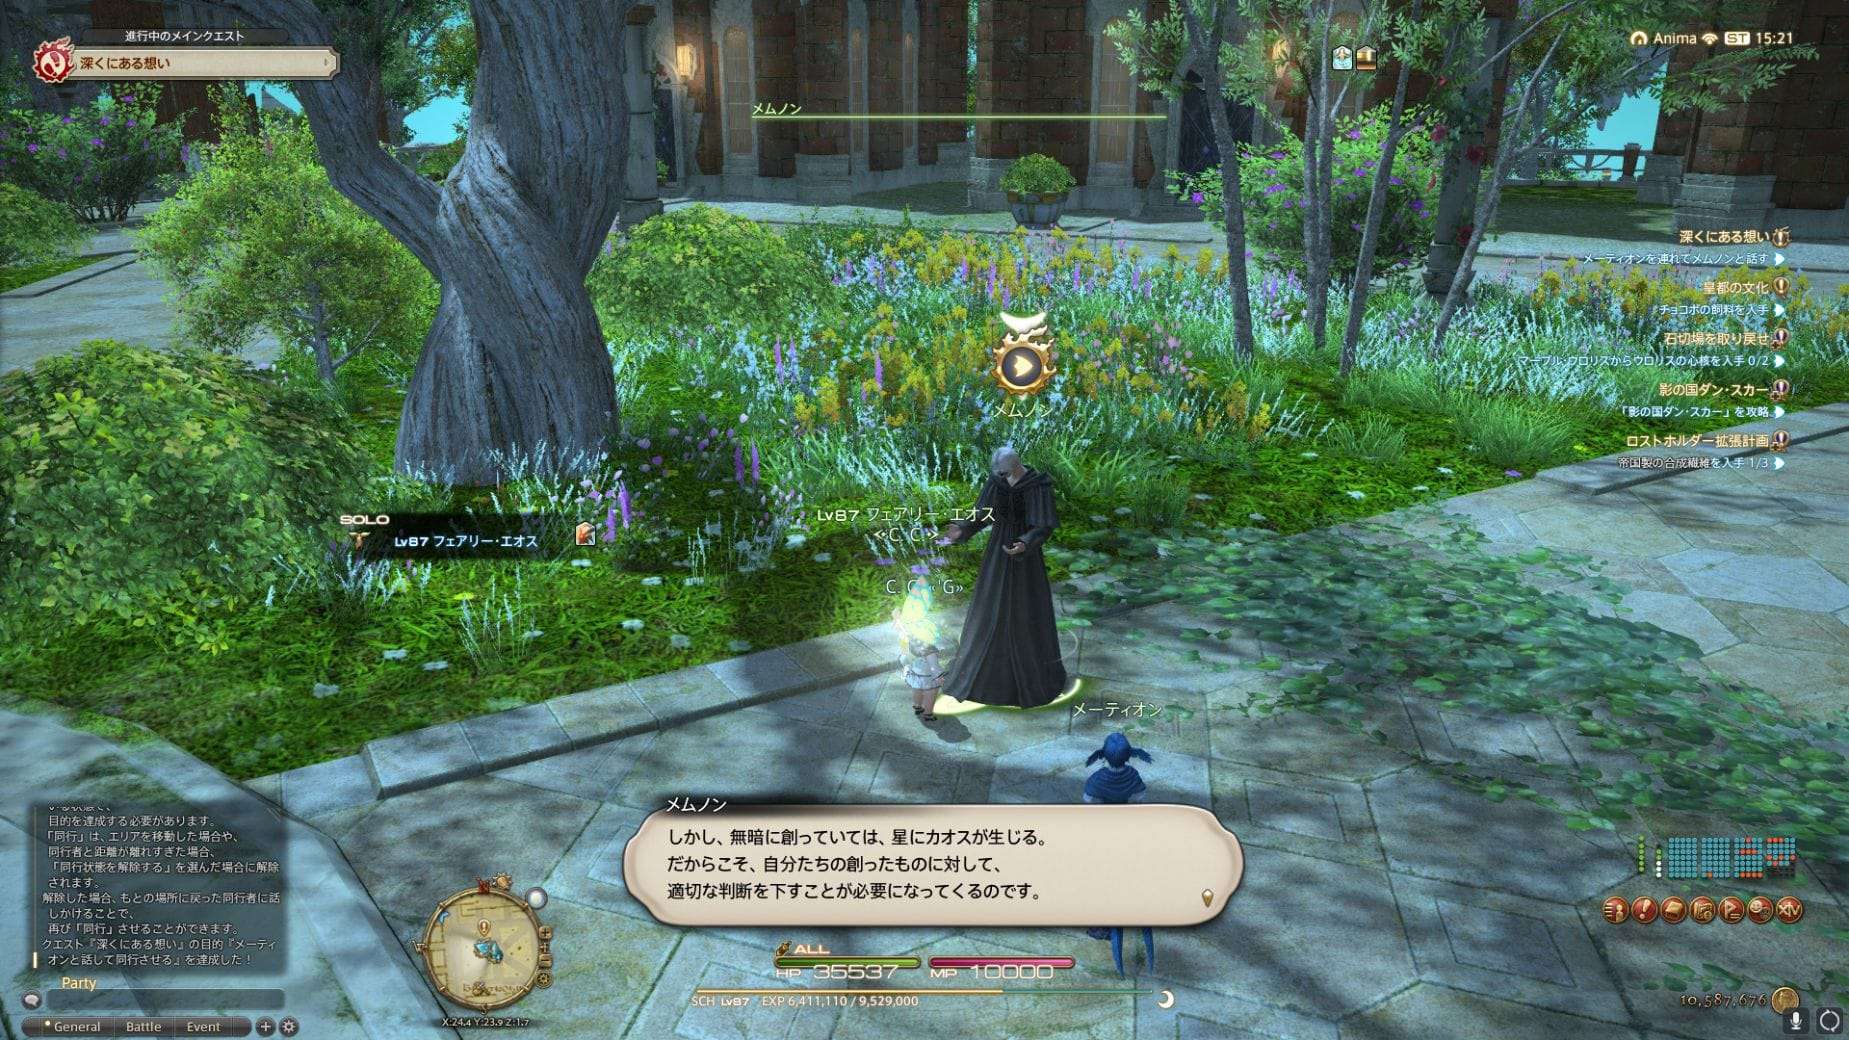 進行中のメインクエスト
深くにある想い
Anima ST 15:21
メムノン
深くにある想い
メーティオンを連れてメムノンと話す
皇都の文化
チョコボの飼料を入手
石切場を取り戻せ
マーブル・ウロリスからウロリスの心核を入手 0/2
影の国ダン・スカー
「影の国ダン・スカー」を攻略
ロストホルダー拡張計画
帝国製の合成繊維を入手 1/3
メムノン
SOLO
Lv87 フェアリー・エオス
Lv87 フェアリー・エオス
«C. C»
メーティオン
メムノン
しかし、無暗に創っていては、星にカオスが生じる。
だからこそ、自分たちの創ったものに対して、
適切な判断を下すことが必要になってくるのです。
いる状態で、
目的を達成する必要があります。
「同行」は、エリアを移動した場合や、
同行者と距離が離れすぎた場合、
「同行状態を解除する」を選んだ場合に解除
されます。
解除した場合、もとの場所に戻った同行者に話
しかけることで、
再び「同行」させることができます。
クエスト『深くにある想い』の目的『メーティ
オンと話して同行させる』を達成した！
Party
General Battle Event
X:24.4 Y:23.9 Z:1.7
ALL
HP 35537 MP 10000
SCH Lv87 EXP 6,411,110 / 9,529,000
XIV
10,587,676